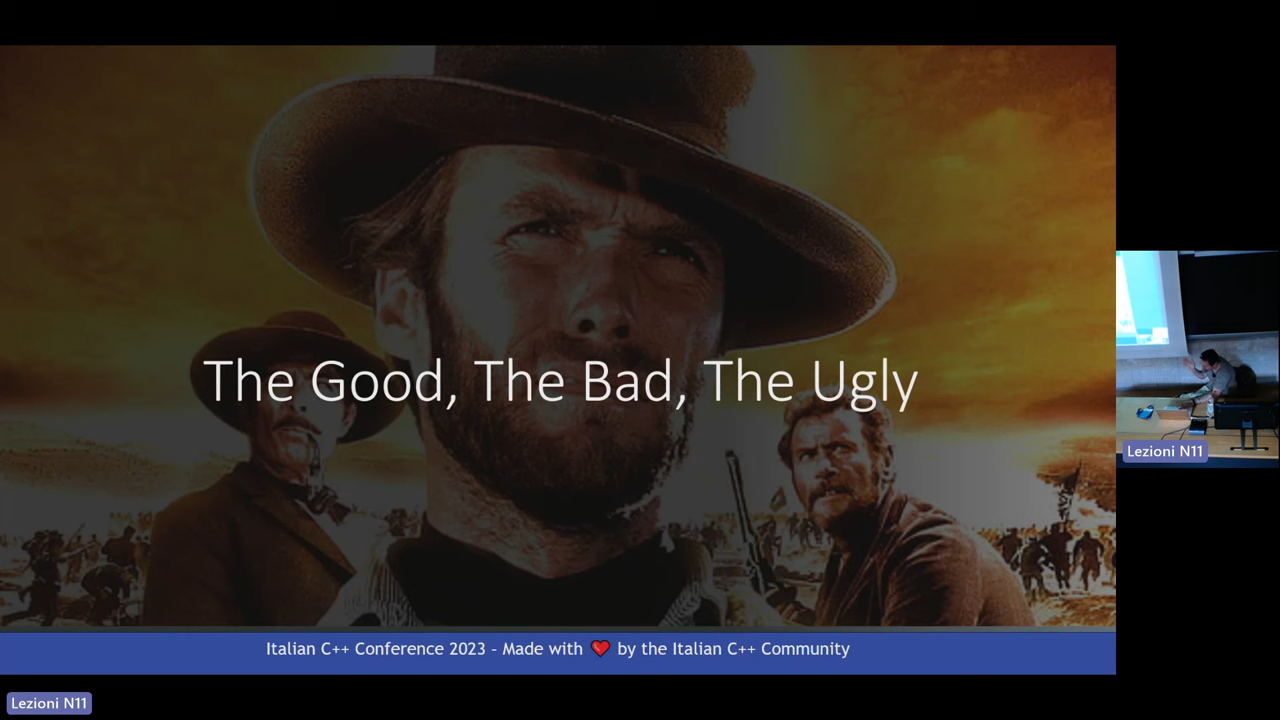 The Good, The Bad, The Ugly
Italian C++ Conference 2023 - Made with ❤ by the Italian C++ Community
Lezioni N11
Lezioni N11